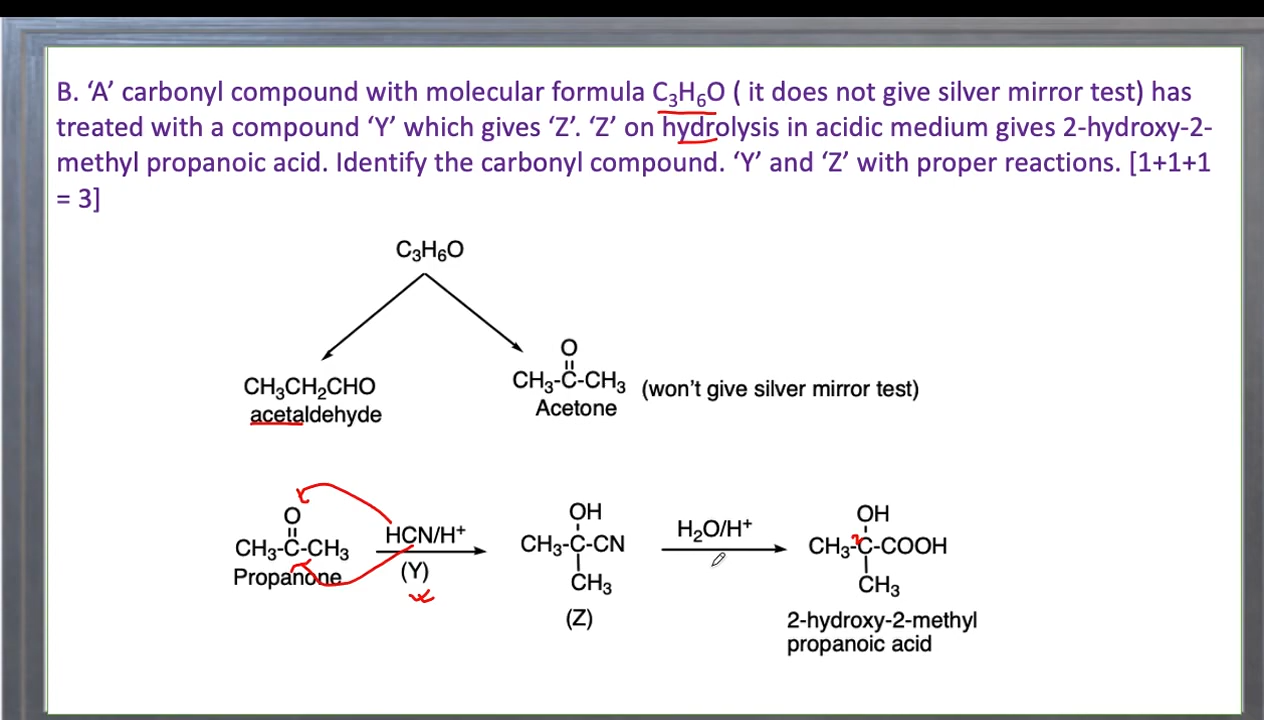 B. ‘A’ carbonyl compound with molecular formula C₃H₆O ( it does not give silver mirror test) has
treated with a compound ‘Y’ which gives ‘Z’. ‘Z’ on hydrolysis in acidic medium gives 2-hydroxy-2-
methyl propanoic acid. Identify the carbonyl compound. ‘Y’ and ‘Z’ with proper reactions. [1+1+1
= 3]
C₃H₆O
O
CH₃CH₂CHO
CH₃-C-CH₃ (won't give silver mirror test)
acetaldehyde
Acetone
O
CH₃-C-CH₃
Propanone
HCN/H⁺
(Y)
OH
CH₃-C-CN
CH₃
(Z)
H₂O/H⁺
OH
CH₃-C-COOH
2
CH₃
2-hydroxy-2-methyl
propanoic acid